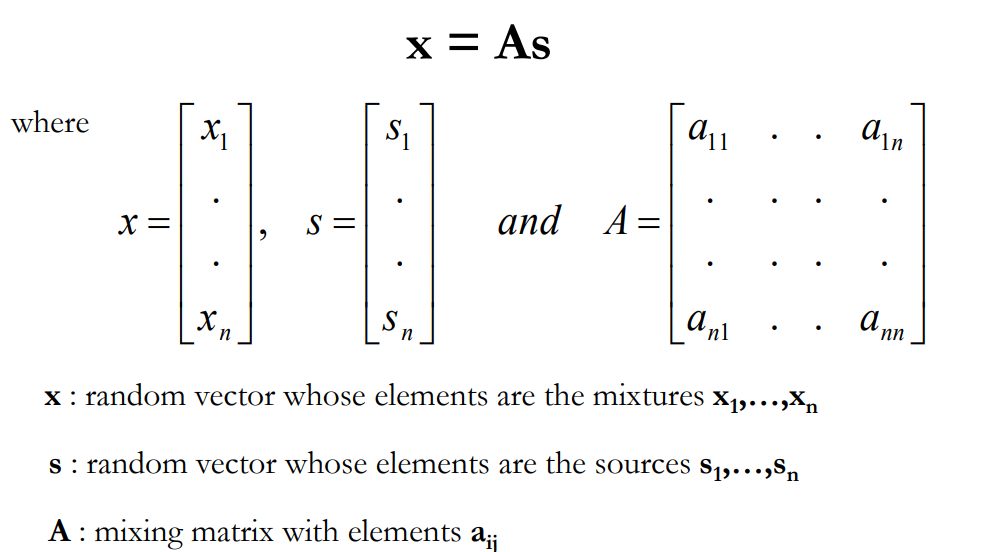 x = As
where
x = [x1 . . xn], s = [s1 . . sn] and A = [a11 . . a1n
. . . .
. . . .
an1 . . ann]
x : random vector whose elements are the mixtures x1,…,xn
s : random vector whose elements are the sources s1,…,sn
A : mixing matrix with elements aij